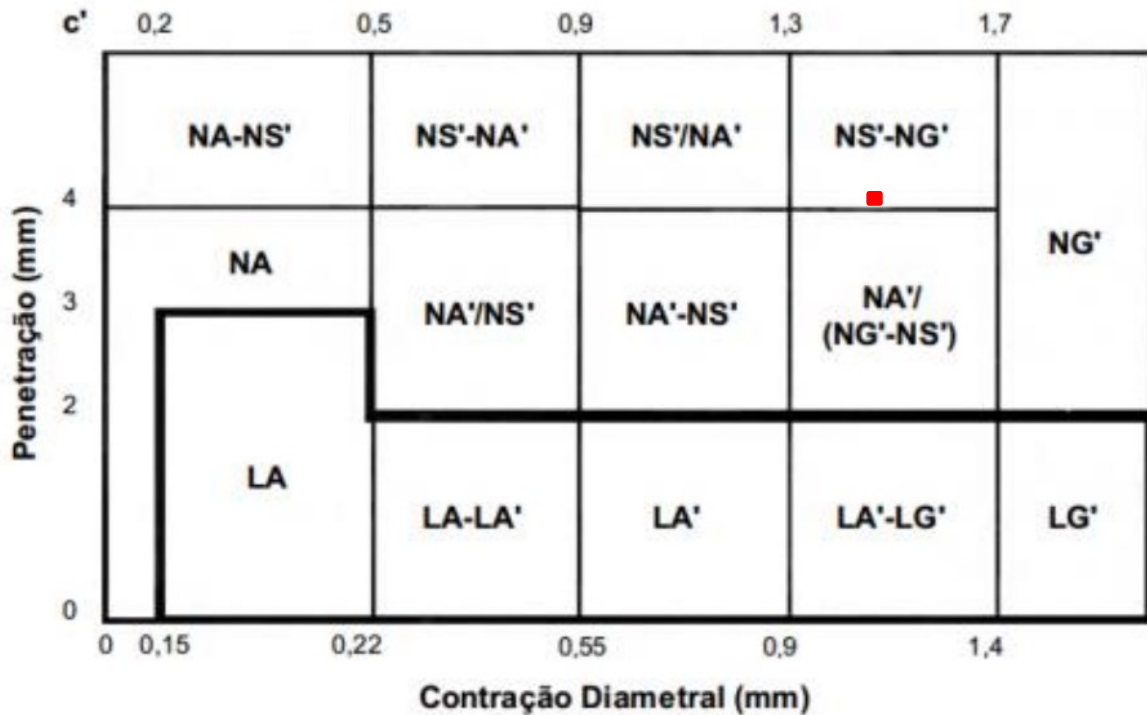 c' 0,2 0,5 0,9 1,3 1,7
NA-NS' NS'-NA' NS'/NA' NS'-NG'
4
NG'
NA
3
NA'/NS' NA'-NS' NA'/
(NG'-NS')
2
Penetração (mm)
LA
LA-LA' LA' LA'-LG' LG'
0
0 0,15 0,22 0,55 0,9 1,4
Contração Diametral (mm)